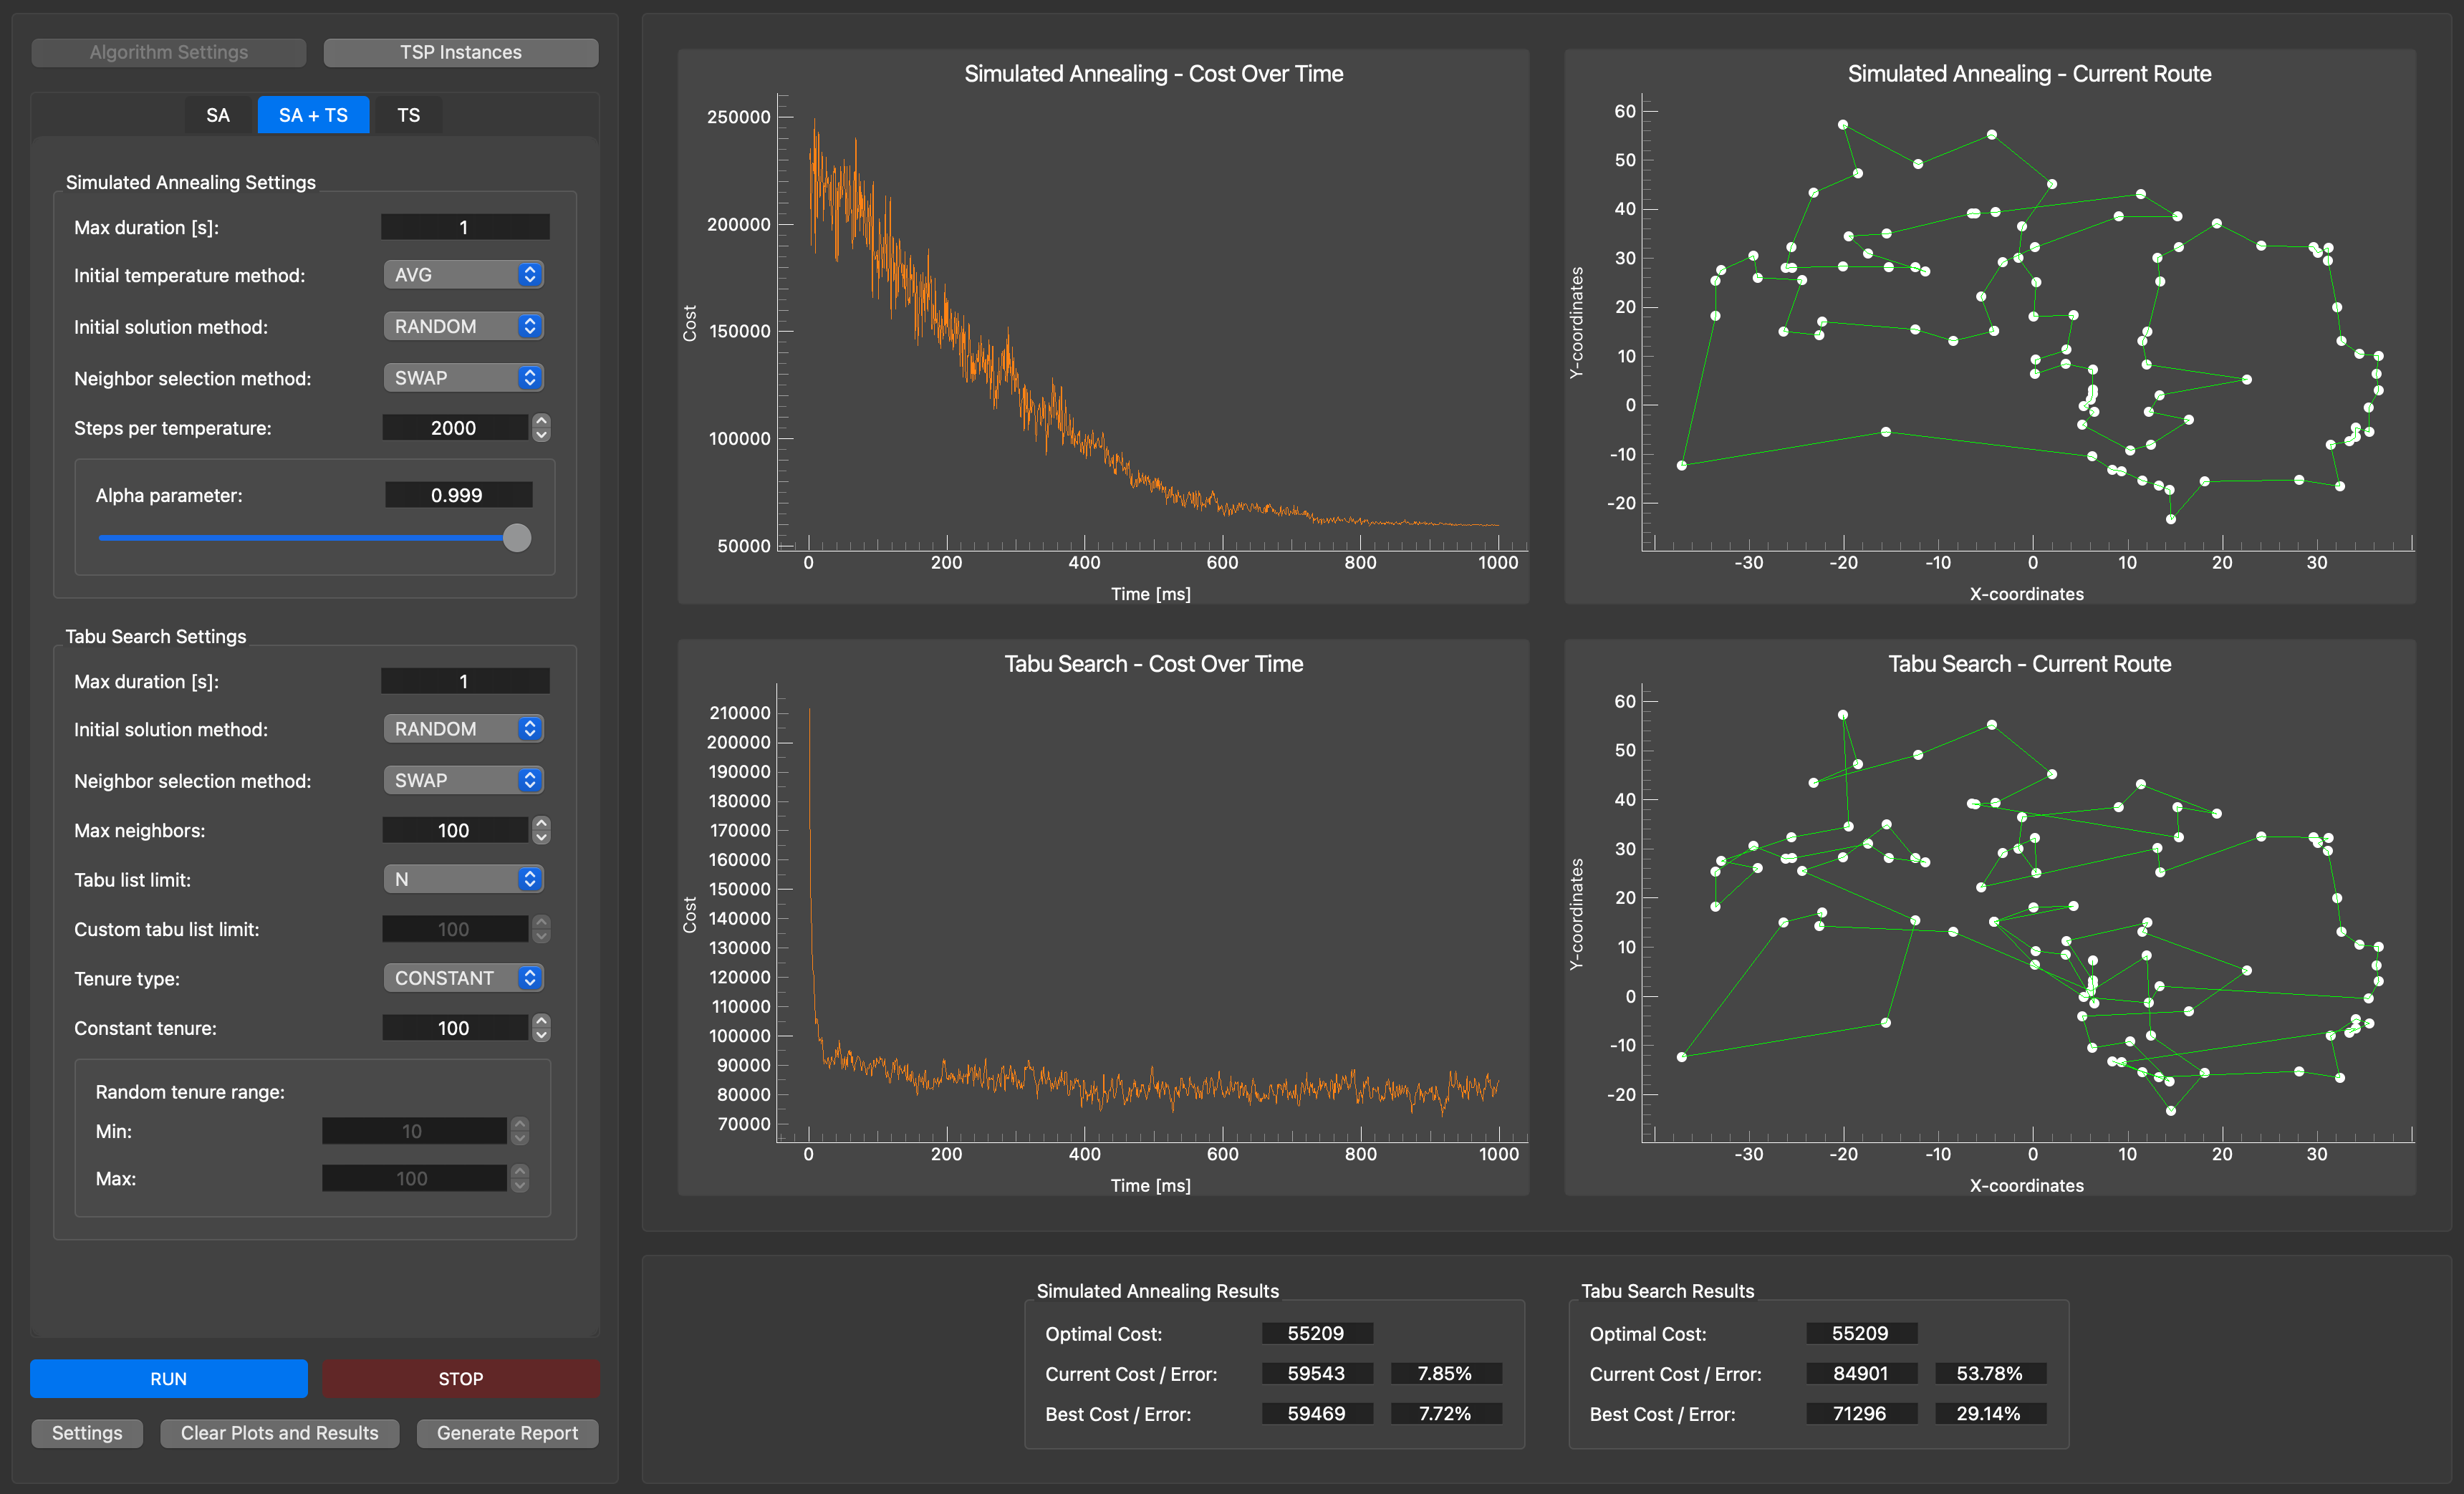 Algorithm Settings
TSP Instances
SA
SA + TS
TS
Simulated Annealing Settings
Max duration [s]: 1
Initial temperature method: AVG
Initial solution method: RANDOM
Neighbor selection method: SWAP
Steps per temperature: 2000
Alpha parameter: 0.999
Tabu Search Settings
Max duration [s]: 1
Initial solution method: RANDOM
Neighbor selection method: SWAP
Max neighbors: 100
Tabu list limit: N
Custom tabu list limit: 100
Tenure type: CONSTANT
Constant tenure: 100
Random tenure range:
Min: 10
Max: 100
RUN
STOP
Settings
Clear Plots and Results
Generate Report
Simulated Annealing - Cost Over Time
Cost
250000
200000
150000
100000
50000
0 200 400 600 800 1000
Time [ms]
Simulated Annealing - Current Route
Y-coordinates
60
50
40
30
20
10
0
-10
-20
-30 -20 -10 0 10 20 30
X-coordinates
Tabu Search - Cost Over Time
Cost
210000
200000
190000
180000
170000
160000
150000
140000
130000
120000
110000
100000
90000
80000
70000
0 200 400 600 800 1000
Time [ms]
Tabu Search - Current Route
Y-coordinates
60
50
40
30
20
10
0
-10
-20
-30 -20 -10 0 10 20 30
X-coordinates
Simulated Annealing Results
Optimal Cost: 55209
Current Cost / Error: 59543 7.85%
Best Cost / Error: 59469 7.72%
Tabu Search Results
Optimal Cost: 55209
Current Cost / Error: 84901 53.78%
Best Cost / Error: 71296 29.14%